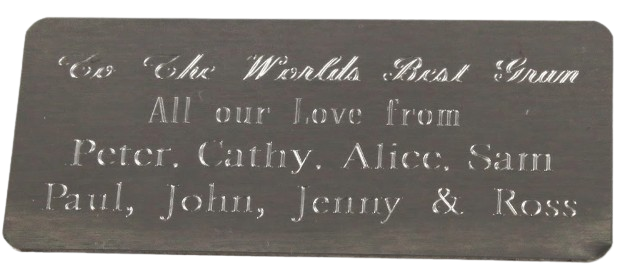 To The Worlds Best Gran
All our Love from
Peter. Cathy. Alice. Sam
Paul, John, Jenny & Ross